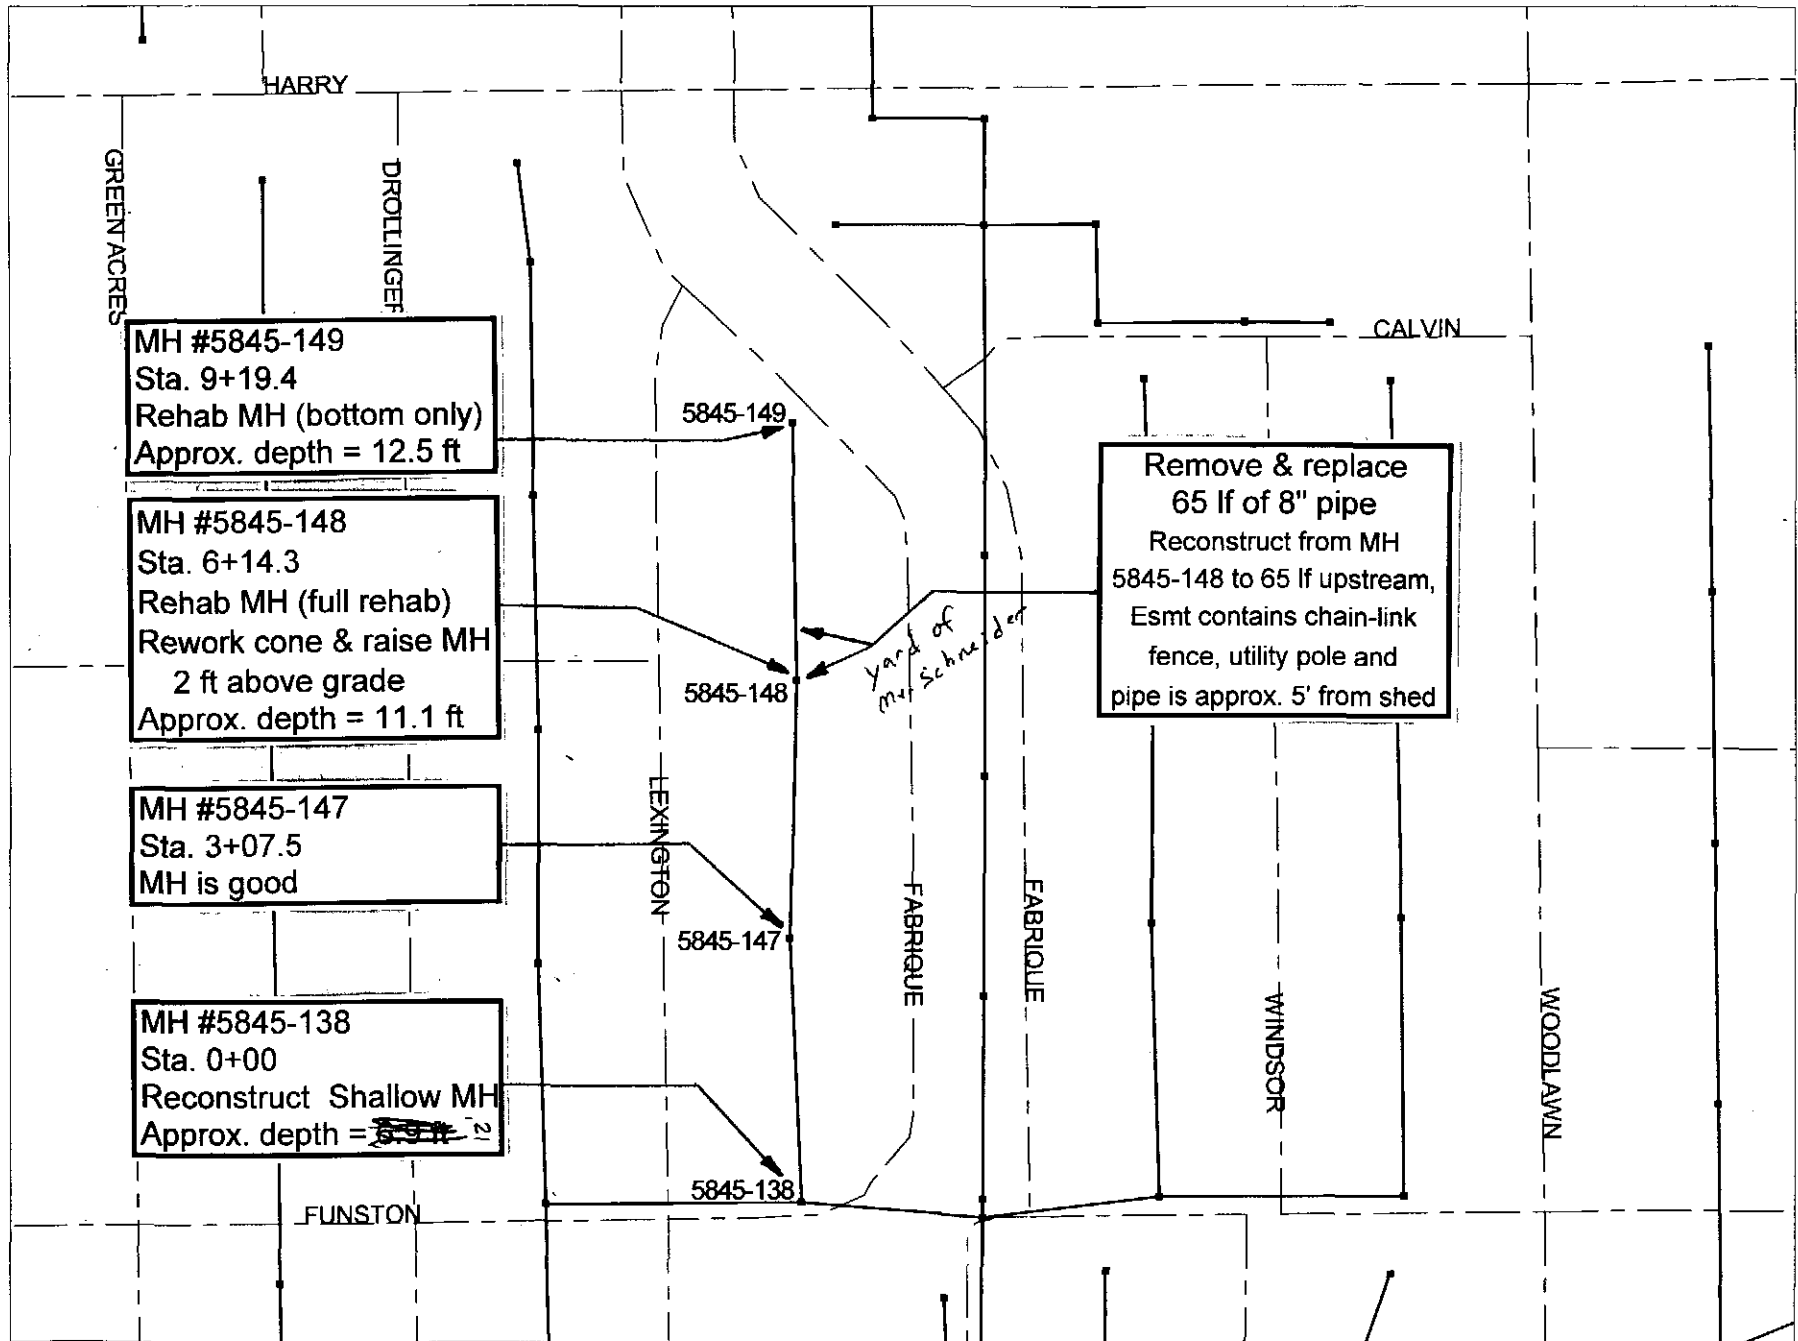 HARRY
GREEN ACRES
DROLLINGER
CALVIN
MH #5845-149
Sta. 9+19.4
Rehab MH (bottom only)
Approx. depth = 12.5 ft
5845-149
Remove & replace
65 lf of 8" pipe
Reconstruct from MH
5845-148 to 65 lf upstream,
Esmt contains chain-link
fence, utility pole and
pipe is approx. 5' from shed
MH #5845-148
Sta. 6+14.3
Rehab MH (full rehab)
Rework cone & raise MH
2 ft above grade
Approx. depth = 11.1 ft
5845-148
yard of
Schneider
MH #5845-147
Sta. 3+07.5
MH is good
5845-147
LEXINGTON
FABRIQUE
FABRIQUE
WINDSOR
WOODLAWN
MH #5845-138
Sta. 0+00
Reconstruct Shallow MH
Approx. depth =
5845-138
FUNSTON